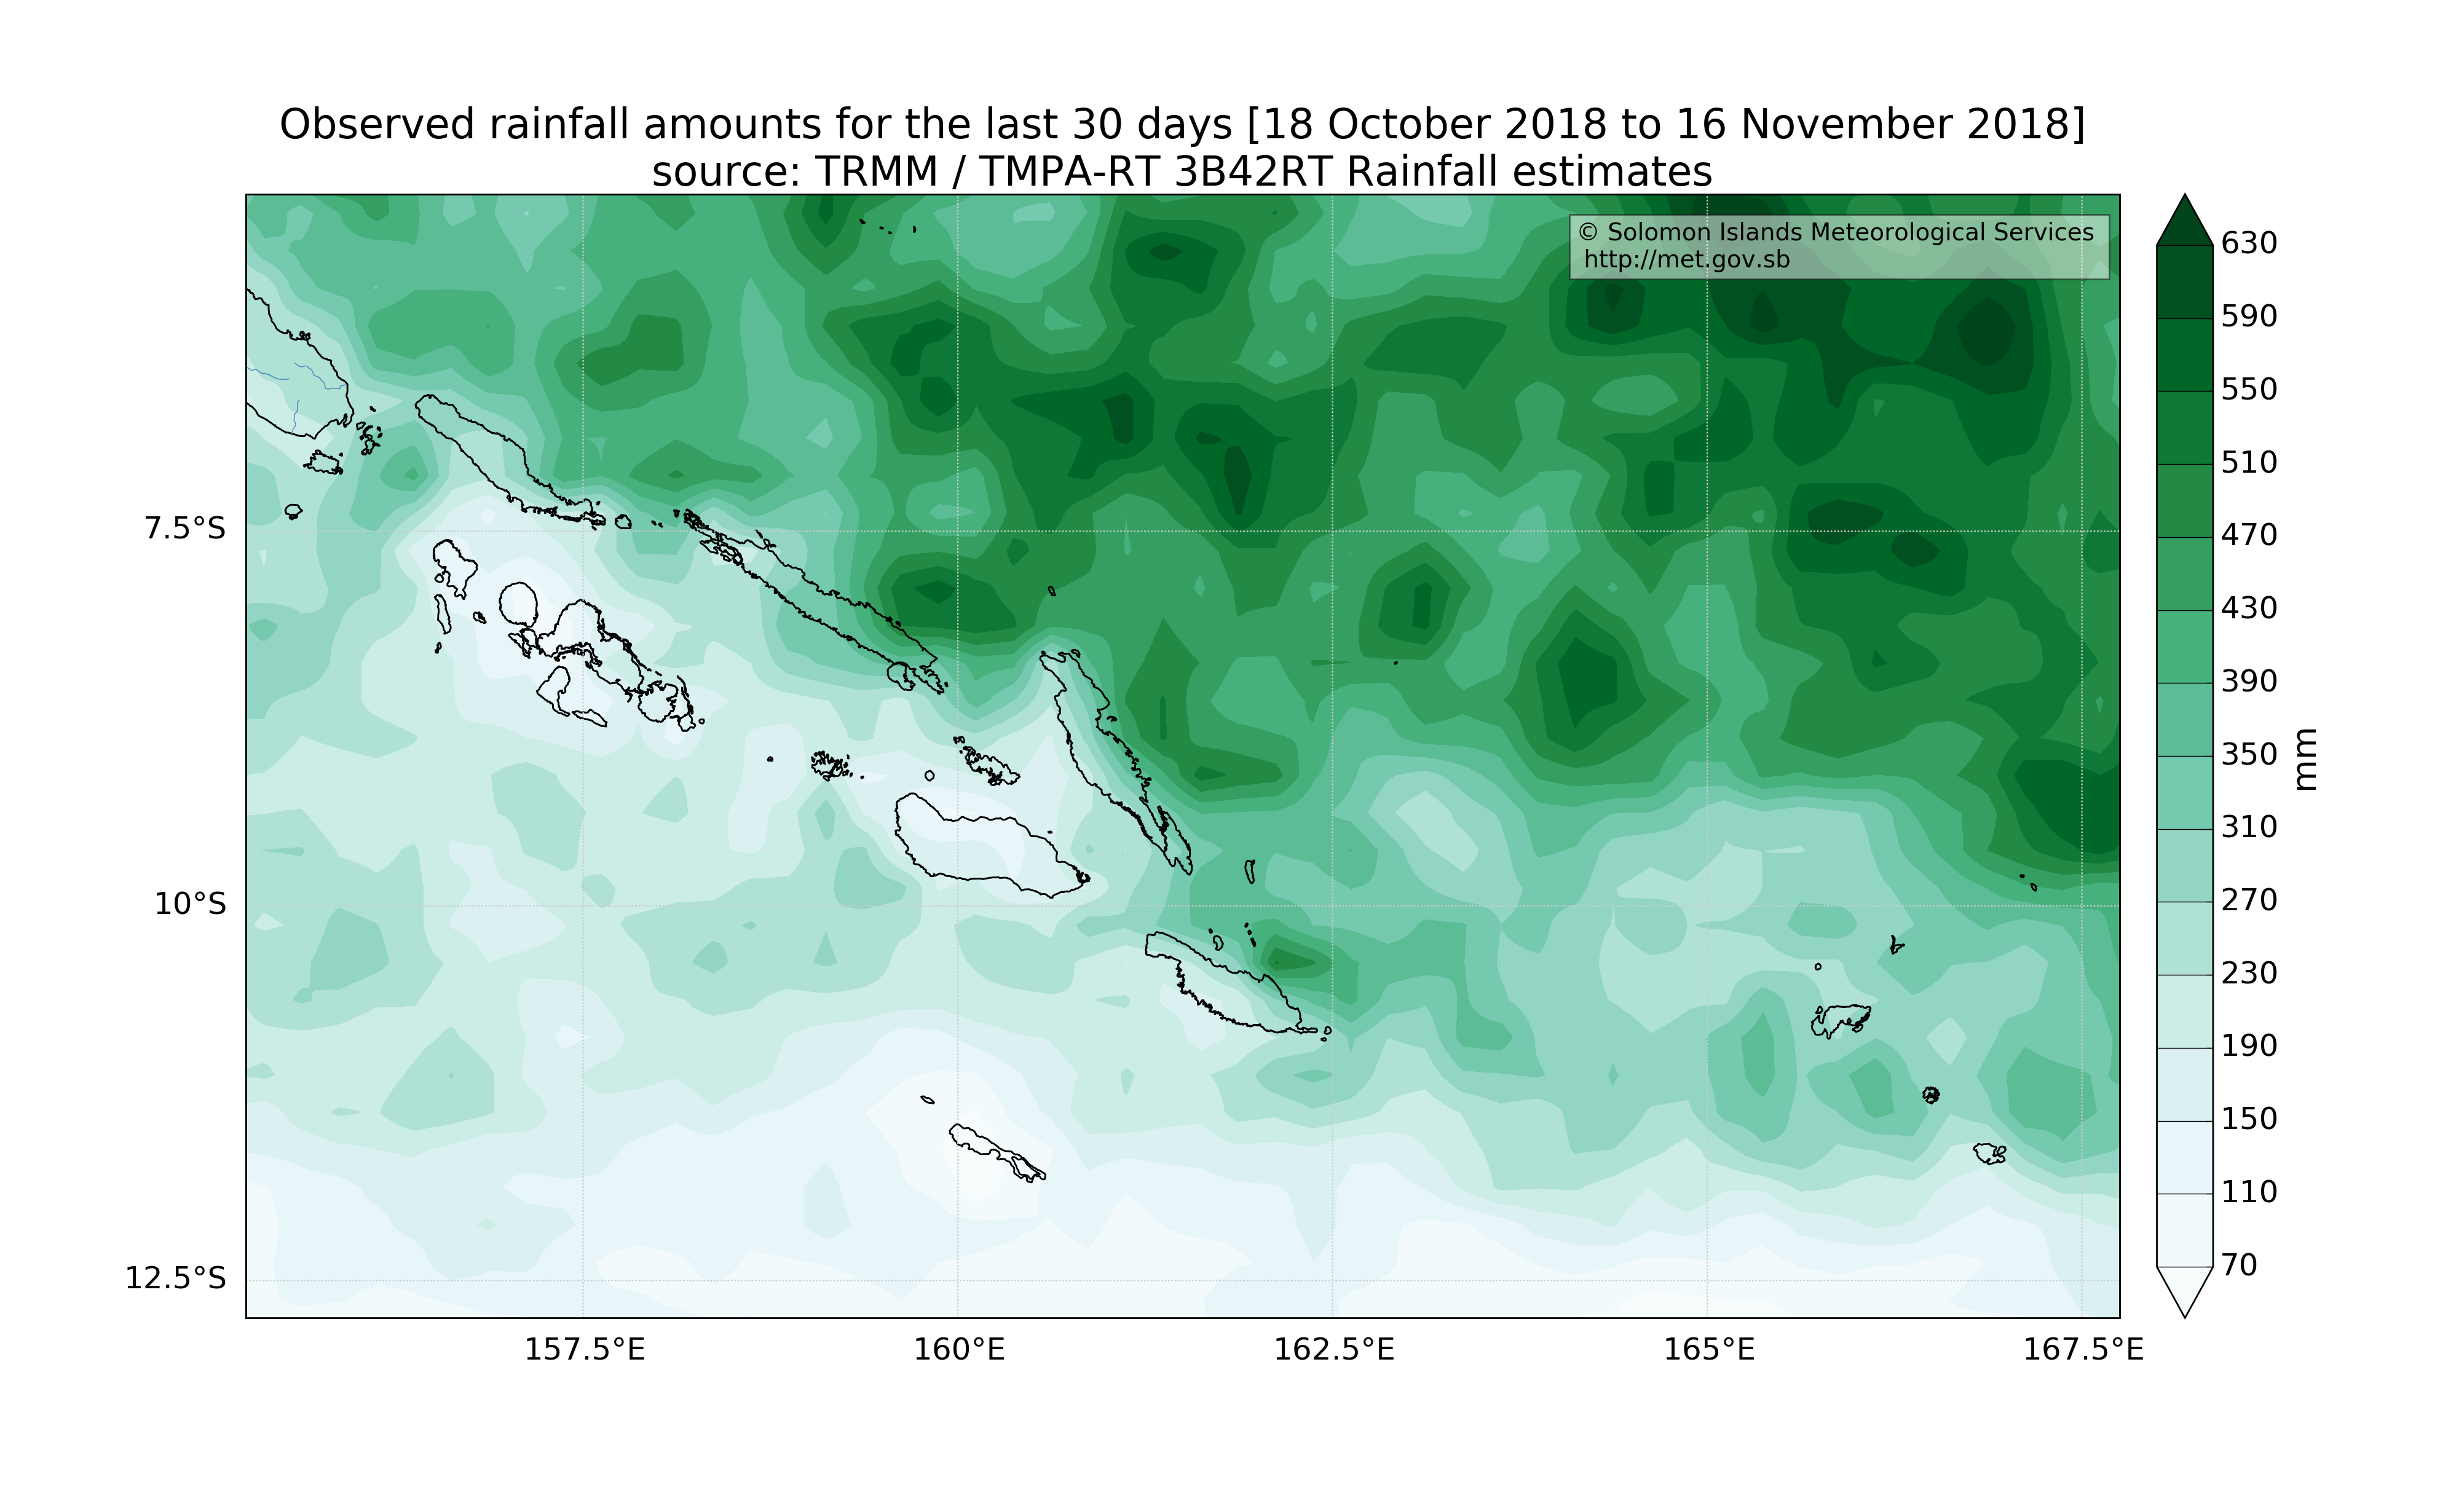 Observed rainfall amounts for the last 30 days [18 October 2018 to 16 November 2018]
source: TRMM / TMPA-RT 3B42RT Rainfall estimates
© Solomon Islands Meteorological Services
http://met.gov.sb
7.5°S
10°S
12.5°S
157.5°E
160°E
162.5°E
165°E
167.5°E
630
590
550
510
470
430
390
350
310
270
230
190
150
110
70
mm